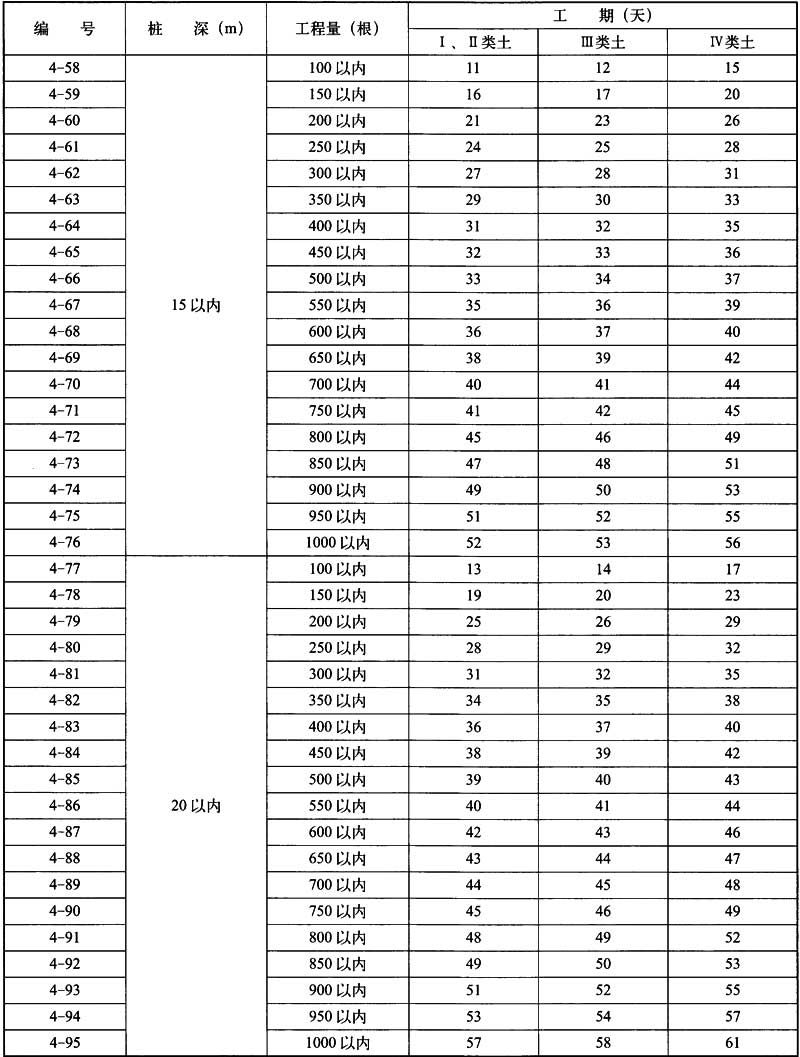 编 号 桩 深（m） 工程量（根） 工 期（天）
Ⅰ、Ⅱ类土 Ⅲ类土 Ⅳ类土
4-58 100以内 11 12 15
4-59 150以内 16 17 20
4-60 200以内 21 23 26
4-61 250以内 24 25 28
4-62 300以内 27 28 31
4-63 350以内 29 30 33
4-64 400以内 31 32 35
4-65 450以内 32 33 36
4-66 500以内 33 34 37
4-67 15以内 550以内 35 36 39
4-68 600以内 36 37 40
4-69 650以内 38 39 42
4-70 700以内 40 41 44
4-71 750以内 41 42 45
4-72 800以内 45 46 49
4-73 850以内 47 48 51
4-74 900以内 49 50 53
4-75 950以内 51 52 55
4-76 1000以内 52 53 56
4-77 100以内 13 14 17
4-78 150以内 19 20 23
4-79 200以内 25 26 29
4-80 250以内 28 29 32
4-81 300以内 31 32 35
4-82 350以内 34 35 38
4-83 400以内 36 37 40
4-84 450以内 38 39 42
4-85 500以内 39 40 43
4-86 20以内 550以内 40 41 44
4-87 600以内 42 43 46
4-88 650以内 43 44 47
4-89 700以内 44 45 48
4-90 750以内 45 46 49
4-91 800以内 48 49 52
4-92 850以内 49 50 53
4-93 900以内 51 52 55
4-94 950以内 53 54 57
4-95 1000以内 57 58 61